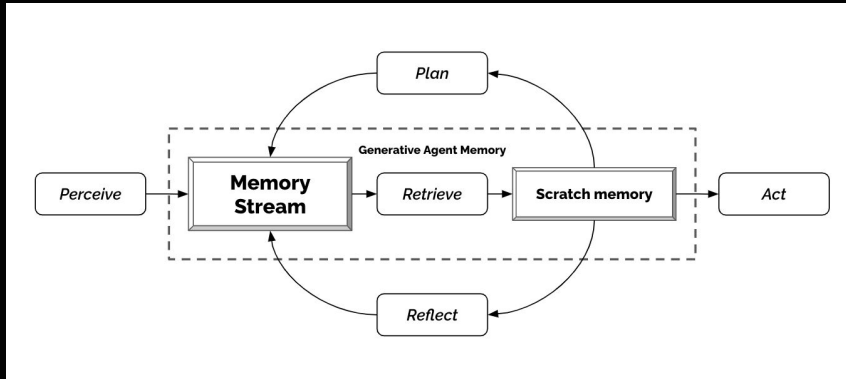 Plan
Generative Agent Memory
Perceive
Memory
Stream
Retrieve
Scratch memory
Act
Reflect